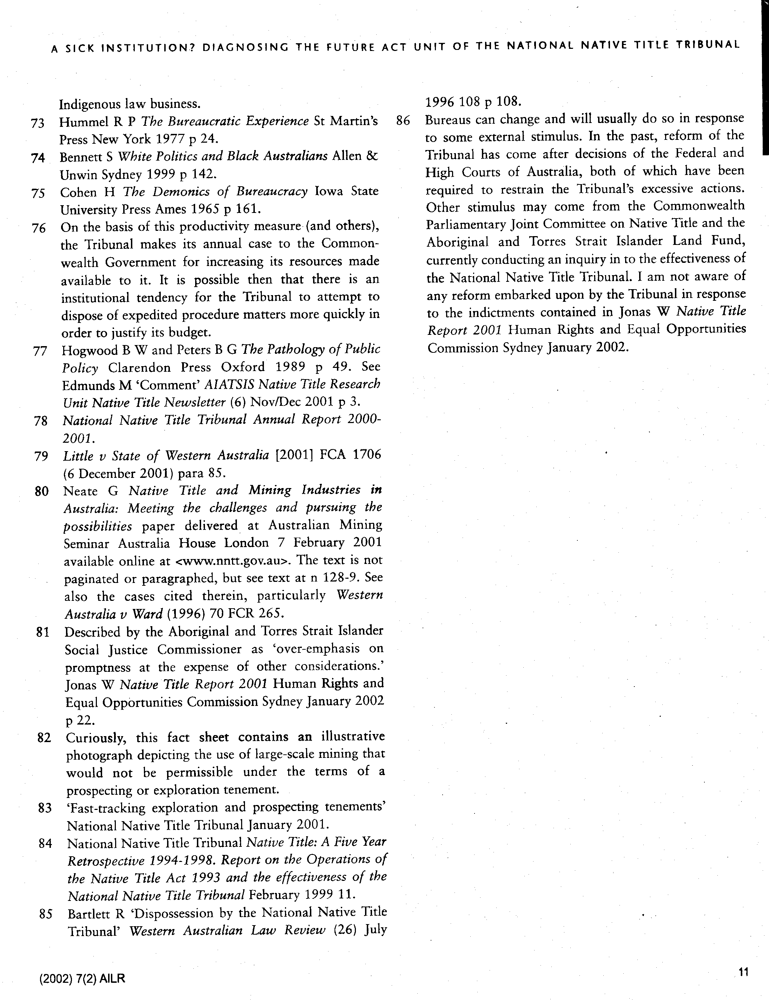 A SICK INSTITUTION? DIAGNOSING THE FUTURE ACT UNIT OF THE NATIONAL NATIVE TITLE TRIBUNAL
Indigenous law business.
73 Hummel R P The Bureaucratic Experience St Martin's
Press New York 1977 p 24.
74 Bennett S White Politics and Black Australians Allen &
Unwin Sydney 1999 p 142.
75 Cohen H The Demonics of Bureaucracy Iowa State
University Press Ames 1965 p 161.
76 On the basis of this productivity measure (and others),
the Tribunal makes its annual case to the Common-
wealth Government for increasing its resources made
available to it. It is possible then that there is an
institutional tendency for the Tribunal to attempt to
dispose of expedited procedure matters more quickly in
order to justify its budget.
77 Hogwood B W and Peters B G The Pathology of Public
Policy Clarendon Press Oxford 1989 p 49. See
Edmunds M ‘Comment’ AIATSIS Native Title Research
Unit Native Title Newsletter (6) Nov/Dec 2001 p 3.
78 National Native Title Tribunal Annual Report 2000-
2001.
79 Little v State of Western Australia [2001] FCA 1706
(6 December 2001) para 85.
80 Neate G Native Title and Mining Industries in
Australia: Meeting the challenges and pursuing the
possibilities paper delivered at Australian Mining
Seminar Australia House London 7 February 2001
available online at <www.nntt.gov.au>. The text is not
paginated or paragraphed, but see text at n 128-9. See
also the cases cited therein, particularly Western
Australia v Ward (1996) 70 FCR 265.
81 Described by the Aboriginal and Torres Strait Islander
Social Justice Commissioner as ‘over-emphasis on
promptness at the expense of other considerations.’
Jonas W Native Title Report 2001 Human Rights and
Equal Opportunities Commission Sydney January 2002
p 22.
82 Curiously, this fact sheet contains an illustrative
photograph depicting the use of large-scale mining that
would not be permissible under the terms of a
prospecting or exploration tenement.
83 ‘Fast-tracking exploration and prospecting tenements’
National Native Title Tribunal January 2001.
84 National Native Title Tribunal Native Title: A Five Year
Retrospective 1994-1998. Report on the Operations of
the Native Title Act 1993 and the effectiveness of the
National Native Title Tribunal February 1999 11.
85 Bartlett R ‘Dispossession by the National Native Title
Tribunal’ Western Australian Law Review (26) July
1996 108 p 108.
86 Bureaus can change and will usually do so in response
to some external stimulus. In the past, reform of the
Tribunal has come after decisions of the Federal and
High Courts of Australia, both of which have been
required to restrain the Tribunal's excessive actions.
Other stimulus may come from the Commonwealth
Parliamentary Joint Committee on Native Title and the
Aboriginal and Torres Strait Islander Land Fund,
currently conducting an inquiry in to the effectiveness of
the National Native Title Tribunal. I am not aware of
any reform embarked upon by the Tribunal in response
to the indictments contained in Jonas W Native Title
Report 2001 Human Rights and Equal Opportunities
Commission Sydney January 2002.
(2002) 7(2) AILR
11